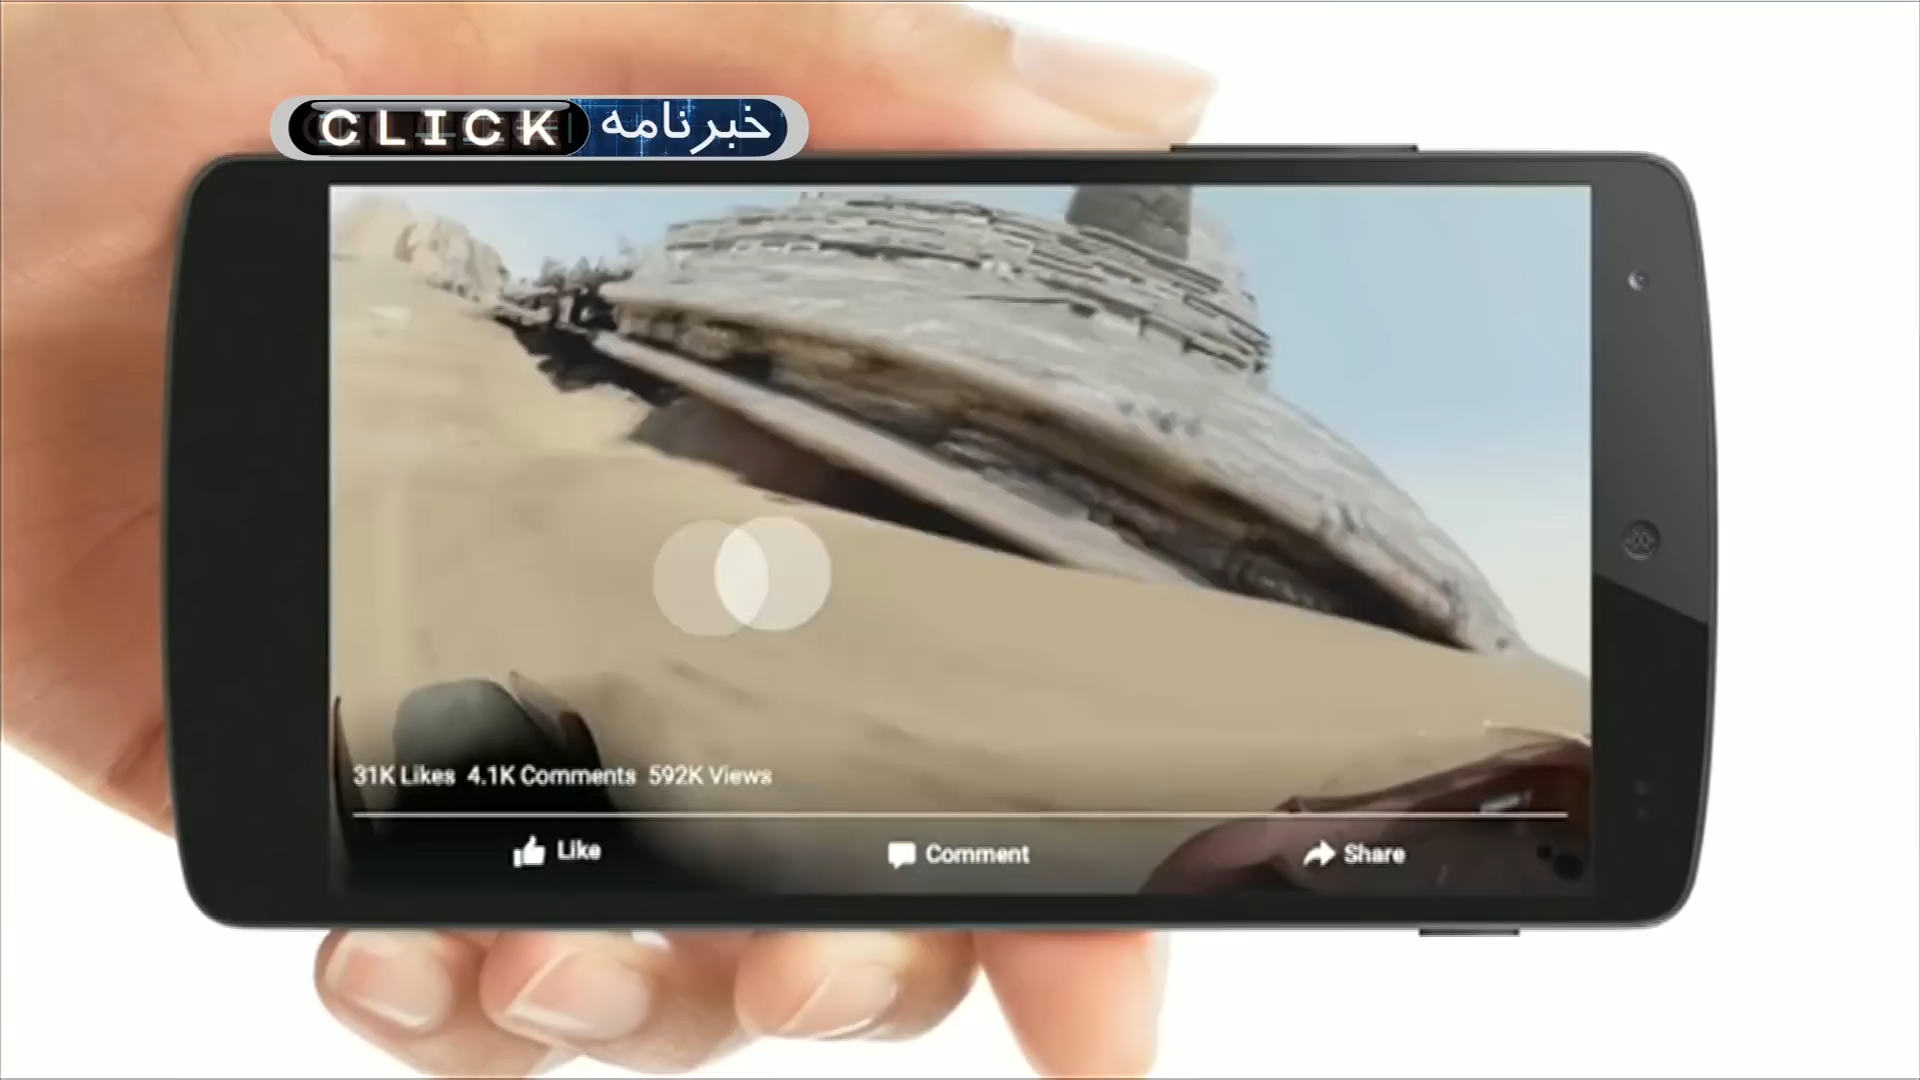 CLICK خبرنامه
31K Likes 4.1K Comments 592K Views
Like Comment Share